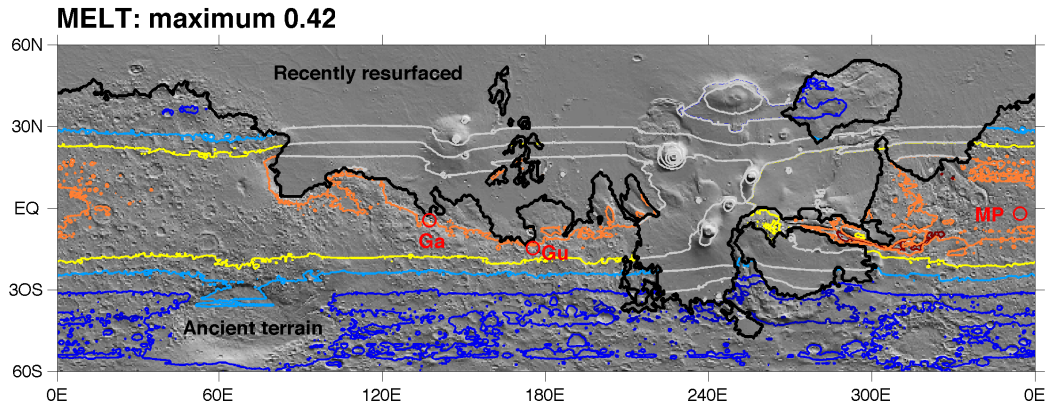 MELT: maximum 0.42
60N
Recently resurfaced
30N
EQ
MP
Ga
Gu
30S
Ancient terrain
60S
0E 60E 120E 180E 240E 300E 0E